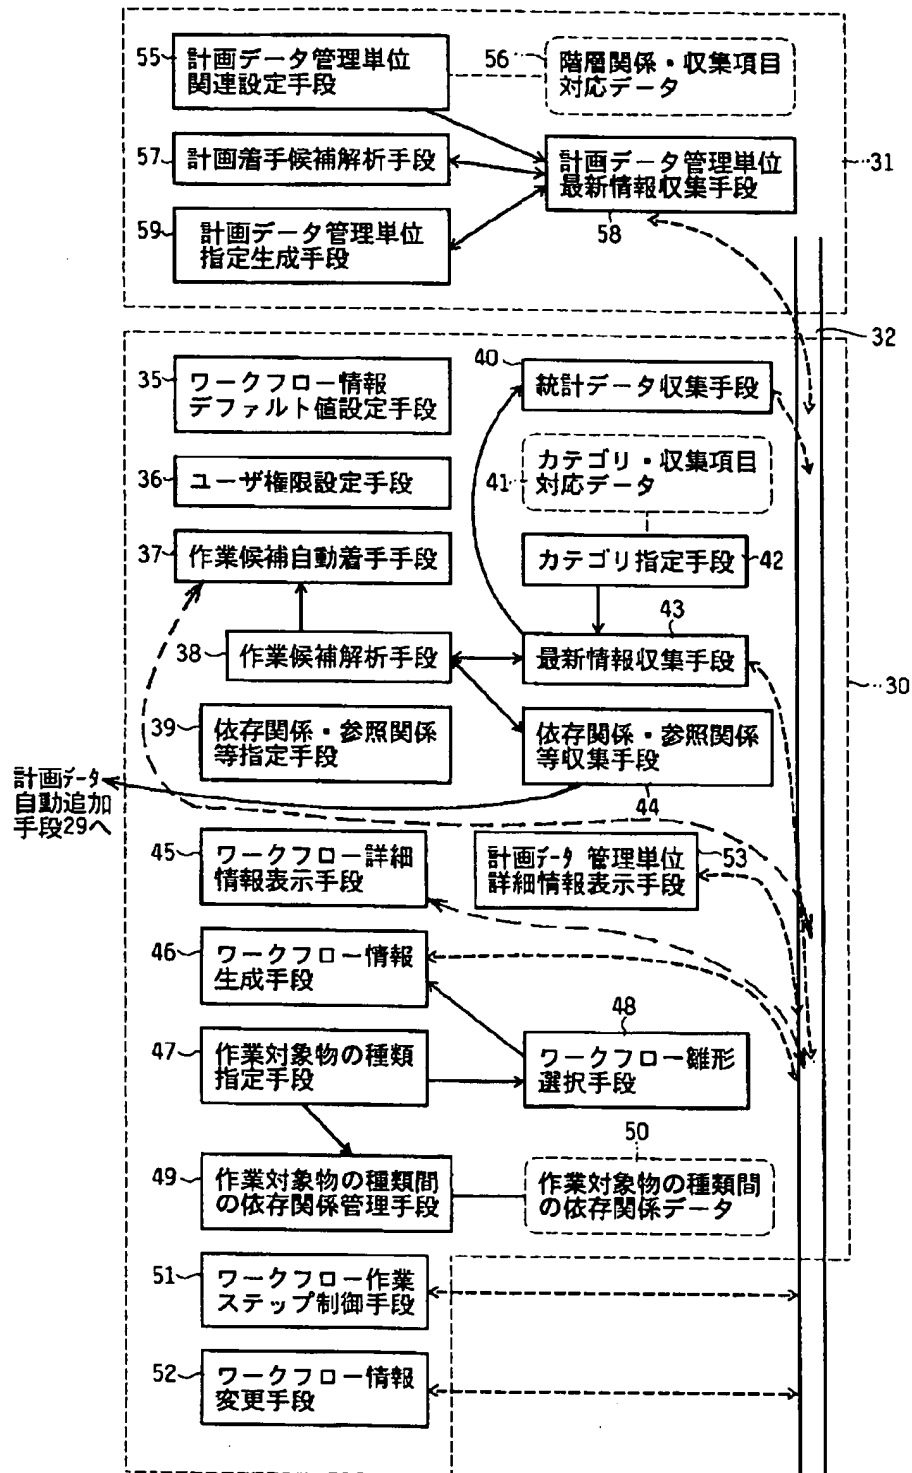 55
計画データ管理単位
関連設定手段
56
階層関係・収集項目
対応データ
57
計画着手候補解析手段
計画データ管理単位
最新情報収集手段
31
59
計画データ管理単位
指定生成手段
58
32
35
ワークフロー情報
デファルト値設定手段
40
統計データ収集手段
36
ユーザ権限設定手段
41
カテゴリ・収集項目
対応データ
37
作業候補自動着手手段
カテゴリ指定手段
42
43
38
作業候補解析手段
最新情報収集手段
30
39
依存関係・参照関係
等指定手段
依存関係・参照関係
等収集手段
44
計画データ
自動追加
手段29へ
45
ワークフロー詳細
情報表示手段
計画データ 管理単位
詳細情報表示手段
53
46
ワークフロー情報
生成手段
48
47
作業対象物の種類
指定手段
ワークフロー雛形
選択手段
50
49
作業対象物の種類間
の依存関係管理手段
作業対象物の種類間
の依存関係データ
51
ワークフロー作業
ステップ制御手段
52
ワークフロー情報
変更手段